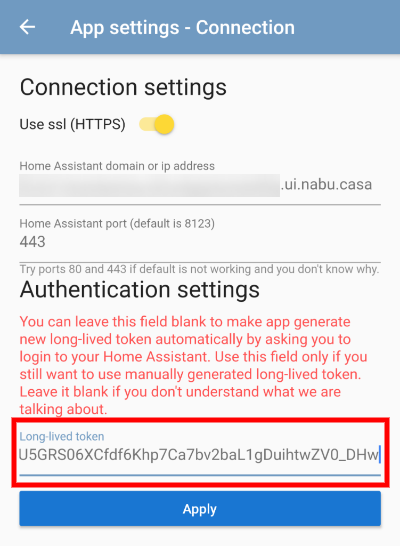 App settings - Connection
Connection settings
Use ssl (HTTPS)
Home Assistant domain or ip address
.ui.nabu.casa
Home Assistant port (default is 8123)
443
Try ports 80 and 443 if default is not working and you don't know why.
Authentication settings
You can leave this field blank to make app generate
new long-lived token automatically by asking you to
login to your Home Assistant. Use this field only if you
still want to use manually generated long-lived token.
Leave it blank if you don't understand what we are
talking about.
Long-lived token
U5GRS06XCfdf6Khp7Ca7bv2baL1gDuihtwZV0_DHw
Apply